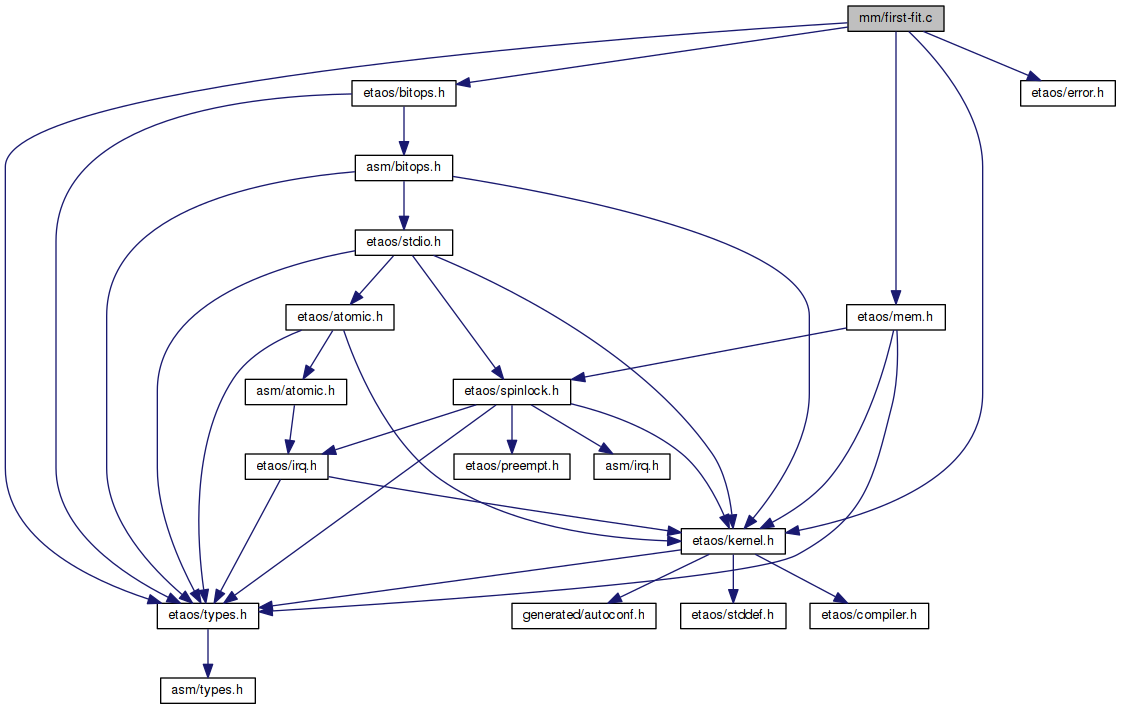 mm/first-fit.c
etaos/bitops.h
etaos/error.h
asm/bitops.h
etaos/stdio.h
etaos/atomic.h
etaos/mem.h
asm/atomic.h
etaos/spinlock.h
etaos/irq.h
etaos/preempt.h
asm/irq.h
etaos/kernel.h
etaos/types.h
generated/autoconf.h
etaos/stddef.h
etaos/compiler.h
asm/types.h